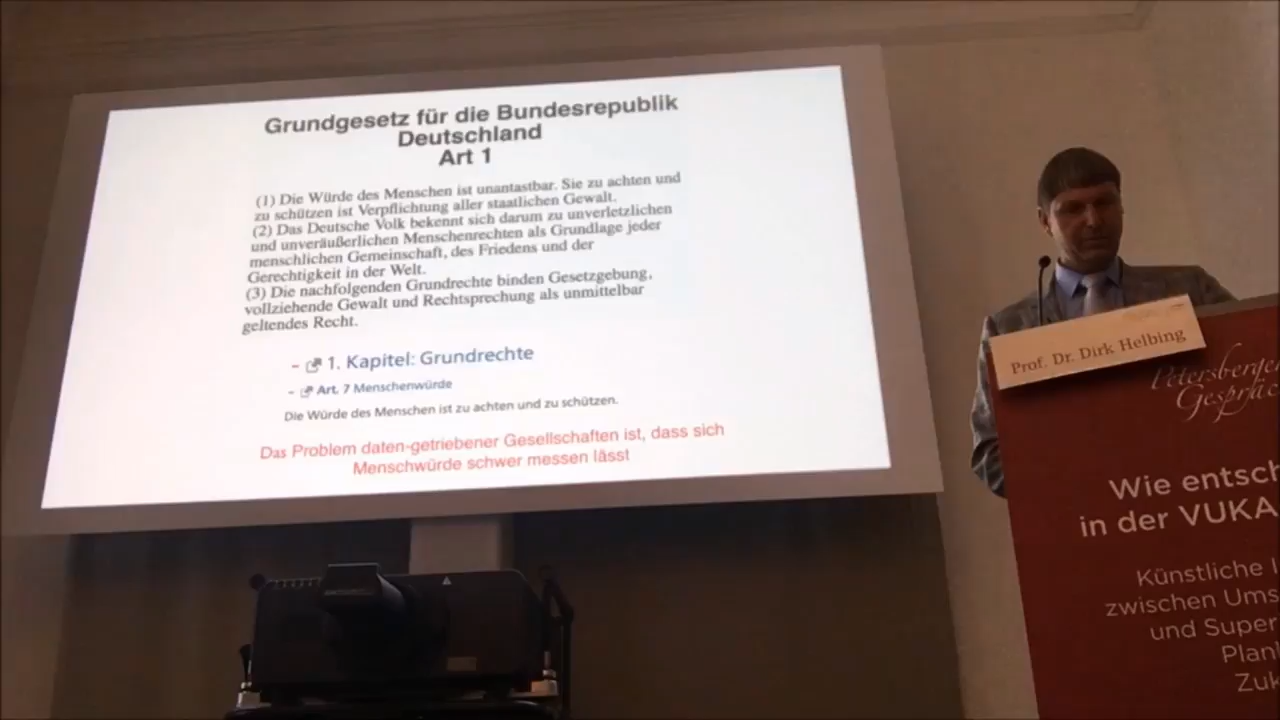 Grundgesetz für die Bundesrepublik
Deutschland
Art 1
(1) Die Würde des Menschen ist unantastbar. Sie zu achten und
zu schützen ist Verpflichtung aller staatlichen Gewalt.
(2) Das Deutsche Volk bekennt sich darum zu unverletzlichen
und unveräußerlichen Menschenrechten als Grundlage jeder
menschlichen Gemeinschaft, des Friedens und der
Gerechtigkeit in der Welt.
(3) Die nachfolgenden Grundrechte binden Gesetzgebung,
vollziehende Gewalt und Rechtsprechung als unmittelbar
geltendes Recht.
– 1. Kapitel: Grundrechte
– Art. 7 Menschenwürde
Die Würde des Menschen ist zu achten und zu schützen.
Das Problem daten-getriebener Gesellschaften ist, dass sich
Menschwürde schwer messen lässt
Prof. Dr. Dirk Helbing
Petersberger
Gespräc
Wie entsch
in der VUKA
Künstliche I
zwischen Ums
und Super
Plan
Zuk